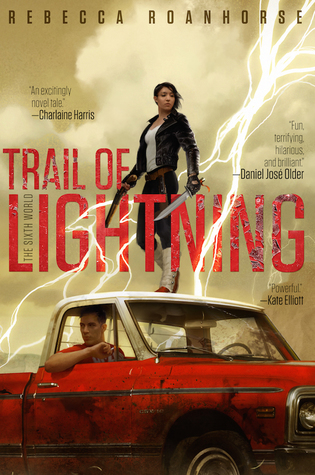 REBECCA ROANHORSE
"An excitingly
novel tale."
—Charlaine Harris
"Fun,
terrifying,
hilarious,
and brilliant."
—Daniel José Older
TRAIL OF
LIGHTNING
THE SIXTH WORLD
"Powerful."
—Kate Elliott